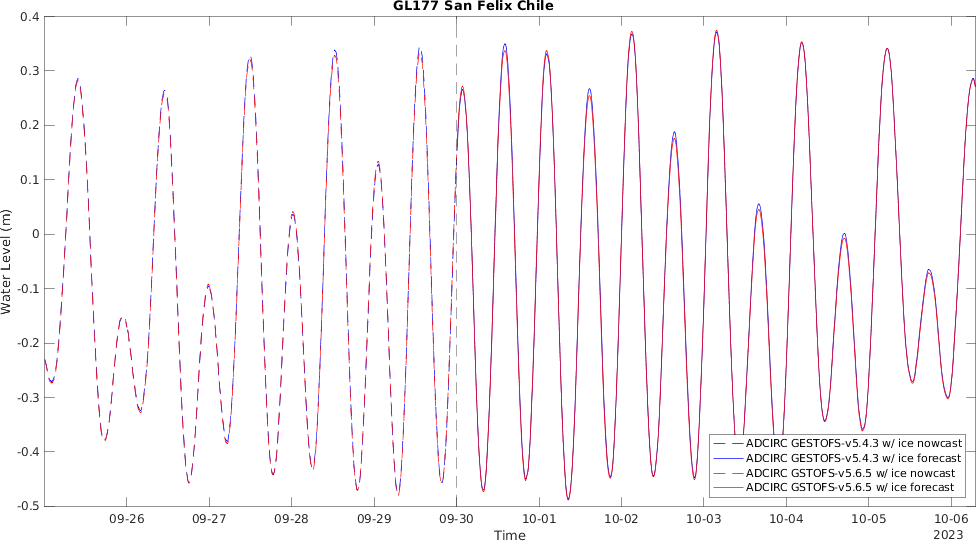 GL177 San Felix Chile
0.4
0.3
0.2
0.1
0
-0.1
-0.2
-0.3
-0.4
-0.5
Water Level (m)
ADCIRC GESTOFS-v5.4.3 w/ ice nowcast
ADCIRC GESTOFS-v5.4.3 w/ ice forecast
ADCIRC GSTOFS-v5.6.5 w/ ice nowcast
ADCIRC GSTOFS-v5.6.5 w/ ice forecast
09-26 09-27 09-28 09-29 09-30 10-01 10-02 10-03 10-04 10-05 10-06
Time
2023